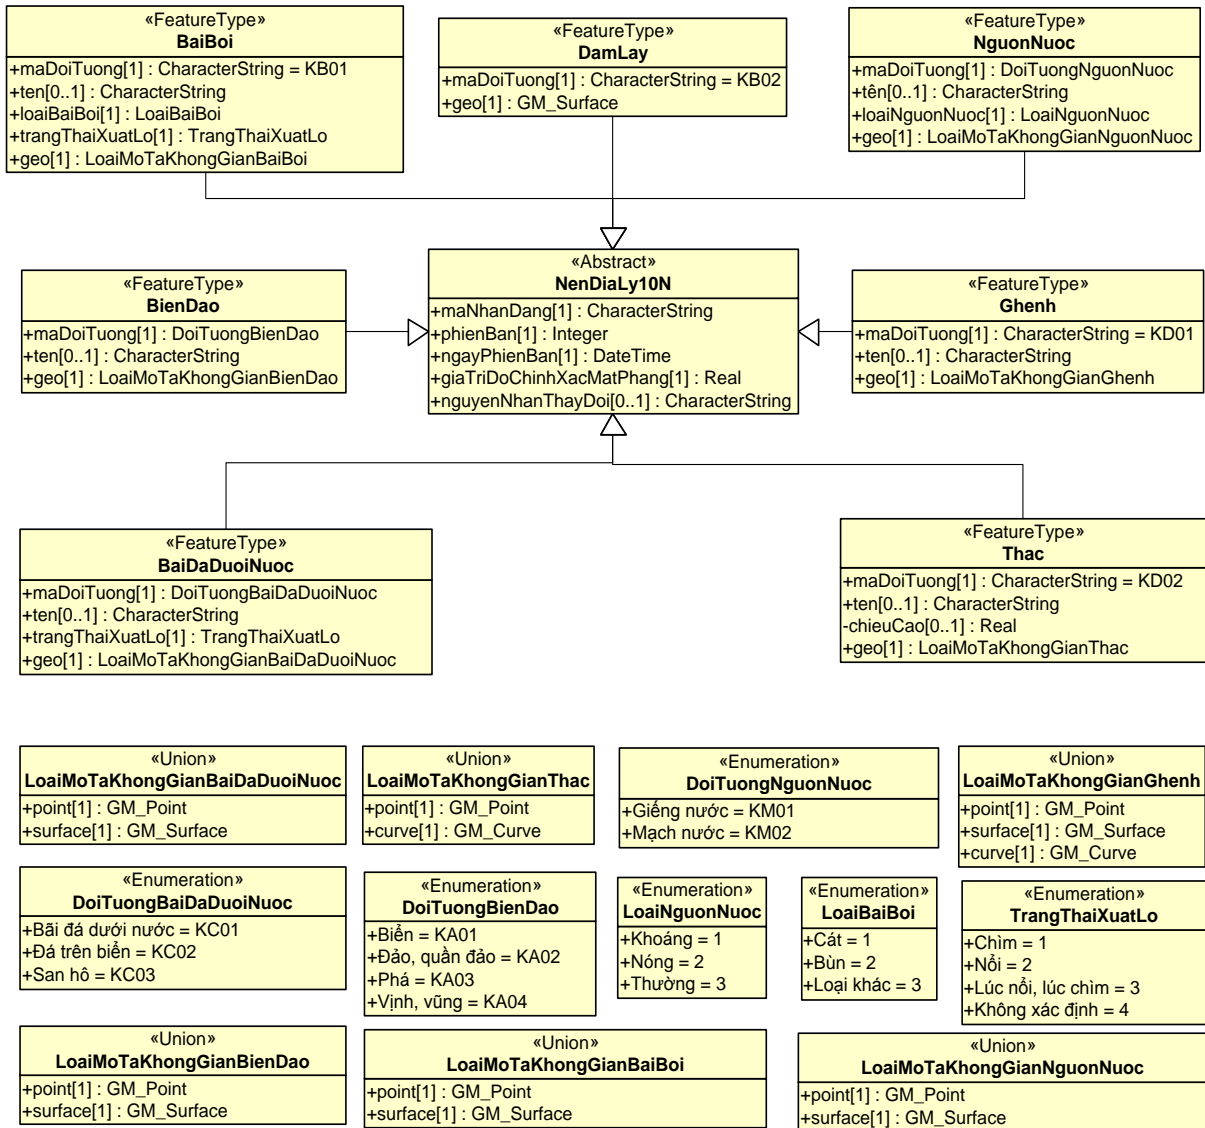 «FeatureType»
BaiBoi
+maDoiTuong[1] : CharacterString = KB01
+ten[0..1] : CharacterString
+loaiBaiBoi[1] : LoaiBaiBoi
+trangThaiXuatLo[1] : TrangThaiXuatLo
+geo[1] : LoaiMoTaKhongGianBaiBoi
«FeatureType»
DamLay
+maDoiTuong[1] : CharacterString = KB02
+geo[1] : GM_Surface
«FeatureType»
NguonNuoc
+maDoiTuong[1] : DoiTuongNguonNuoc
+tên[0..1] : CharacterString
+loaiNguonNuoc[1] : LoaiNguonNuoc
+geo[1] : LoaiMoTaKhongGianNguonNuoc
«FeatureType»
BienDao
+maDoiTuong[1] : DoiTuongBienDao
+ten[0..1] : CharacterString
+geo[1] : LoaiMoTaKhongGianBienDao
«Abstract»
NenDiaLy10N
+maNhanDang[1] : CharacterString
+phienBan[1] : Integer
+ngayPhienBan[1] : DateTime
+giaTriDoChinhXacMatPhang[1] : Real
+nguyenNhanThayDoi[0..1] : CharacterString
«FeatureType»
Ghenh
+maDoiTuong[1] : CharacterString = KD01
+ten[0..1] : CharacterString
+geo[1] : LoaiMoTaKhongGianGhenh
«FeatureType»
BaiDaDuoiNuoc
+maDoiTuong[1] : DoiTuongBaiDaDuoiNuoc
+ten[0..1] : CharacterString
+trangThaiXuatLo[1] : TrangThaiXuatLo
+geo[1] : LoaiMoTaKhongGianBaiDaDuoiNuoc
«FeatureType»
Thac
+maDoiTuong[1] : CharacterString = KD02
+ten[0..1] : CharacterString
-chieuCao[0..1] : Real
+geo[1] : LoaiMoTaKhongGianThac
«Union»
LoaiMoTaKhongGianBaiDaDuoiNuoc
+point[1] : GM_Point
+surface[1] : GM_Surface
«Union»
LoaiMoTaKhongGianThac
+point[1] : GM_Point
+curve[1] : GM_Curve
«Enumeration»
DoiTuongNguonNuoc
+Giếng nước = KM01
+Mạch nước = KM02
«Union»
LoaiMoTaKhongGianGhenh
+point[1] : GM_Point
+surface[1] : GM_Surface
+curve[1] : GM_Curve
«Enumeration»
DoiTuongBaiDaDuoiNuoc
+Bãi đá dưới nước = KC01
+Đá trên biển = KC02
+San hô = KC03
«Enumeration»
DoiTuongBienDao
+Biển = KA01
+Đảo, quần đảo = KA02
+Phá = KA03
+Vịnh, vũng = KA04
«Enumeration»
LoaiNguonNuoc
+Khoáng = 1
+Nóng = 2
+Thường = 3
«Enumeration»
LoaiBaiBoi
+Cát = 1
+Bùn = 2
+Loại khác = 3
«Enumeration»
TrangThaiXuatLo
+Chìm = 1
+Nổi = 2
+Lúc nổi, lúc chìm = 3
+Không xác định = 4
«Union»
LoaiMoTaKhongGianBienDao
+point[1] : GM_Point
+surface[1] : GM_Surface
«Union»
LoaiMoTaKhongGianBaiBoi
+point[1] : GM_Point
+surface[1] : GM_Surface
«Union»
LoaiMoTaKhongGianNguonNuoc
+point[1] : GM_Point
+surface[1] : GM_Surface